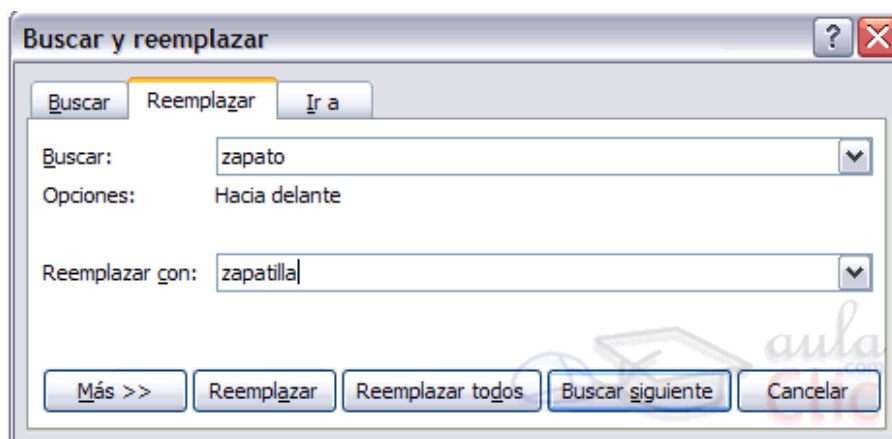 Buscar y reemplazar
?
Buscar Reemplazar Ir a
Buscar: zapato
Opciones: Hacia delante
Reemplazar con: zapatilla
aula
.com
Clic
Más >> Reemplazar Reemplazar todos Buscar siguiente Cancelar